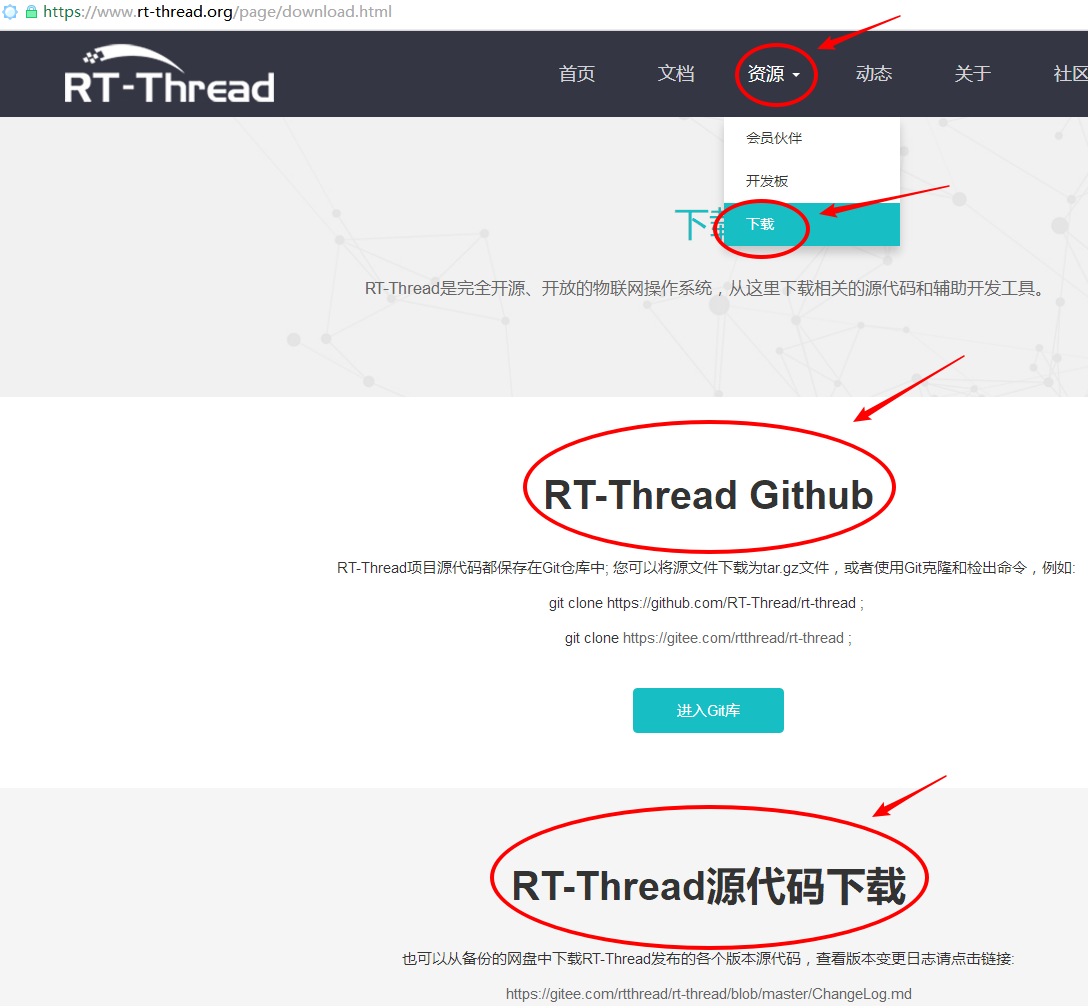 https://www.rt-thread.org/page/download.html
RT-Thread
首页 文档 资源 动态 关于 社区
会员伙伴
开发板
下载
下载
RT-Thread是完全开源、开放的物联网操作系统，从这里下载相关的源代码和辅助开发工具。
RT-Thread Github
RT-Thread项目源代码都保存在Git仓库中; 您可以将源文件下载为tar.gz文件，或者使用Git克隆和检出命令，例如:
git clone https://github.com/RT-Thread/rt-thread ;
git clone https://gitee.com/rtthread/rt-thread ;
进入Git库
RT-Thread源代码下载
也可以从备份的网盘中下载RT-Thread发布的各个版本源代码，查看版本变更日志请点击链接:
https://gitee.com/rtthread/rt-thread/blob/master/ChangeLog.md